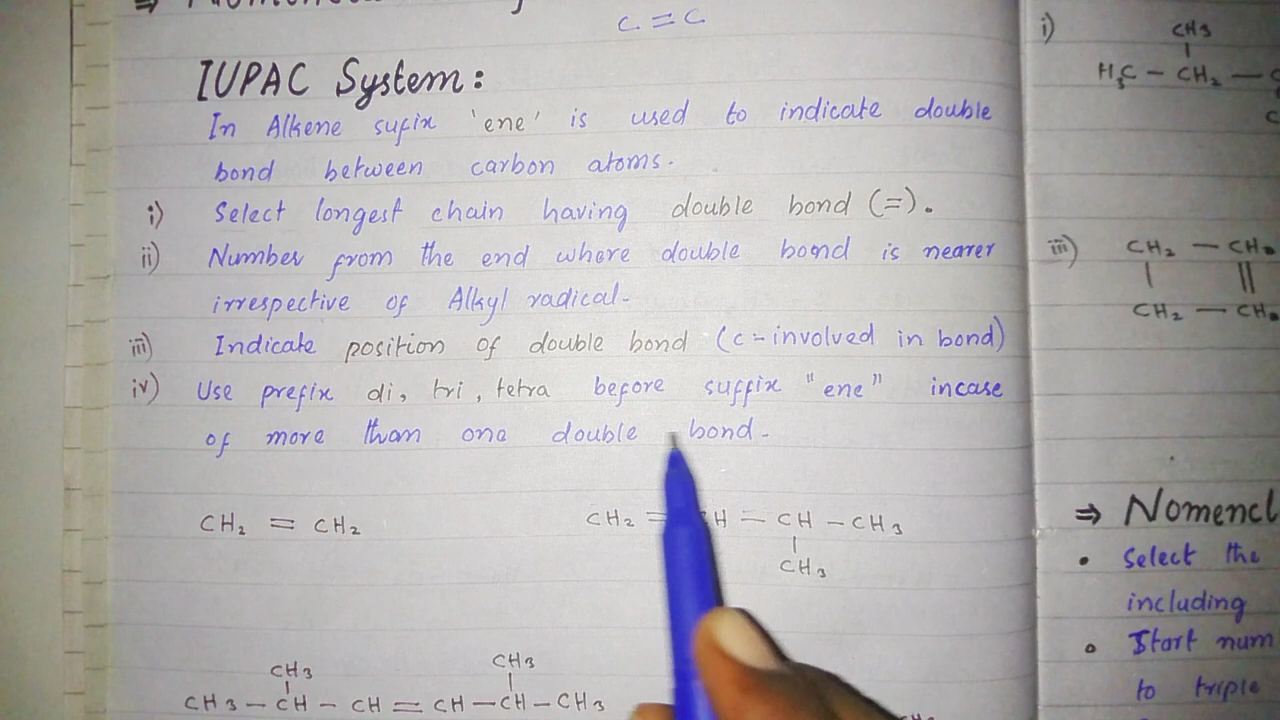 C = C
IUPAC System:
In Alkene sufix 'ene' is used to indicate double
bond between carbon atoms.
i) Select longest chain having double bond (=).
ii) Number from the end where double bond is nearer
irrespective of Alkyl radical.
iii) Indicate position of double bond (c-involved in bond)
iv) Use prefix di, tri, tetra before suffix "ene" incase
of more than one double bond.
CH2 = CH2
CH2 = CH = CH - CH3
CH3
CH3 CH3
CH3 - CH - CH = CH - CH - CH3
i) CH3
H3C - CH2 -
iii) CH2 - CH
CH2 - CH
⇒ Nomencl
• Select the
including
• Start num
to triple